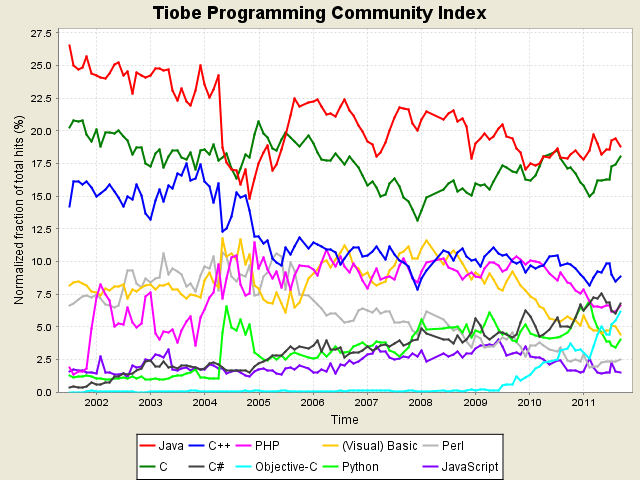 Tiobe Programming Community Index
Normalized fraction of total hits (%)
27.5
25.0
22.5
20.0
17.5
15.0
12.5
10.0
7.5
5.0
2.5
0.0
2002 2003 2004 2005 2006 2007 2008 2009 2010 2011
Time
Java C++ PHP (Visual) Basic Perl
C C# Objective-C Python JavaScript